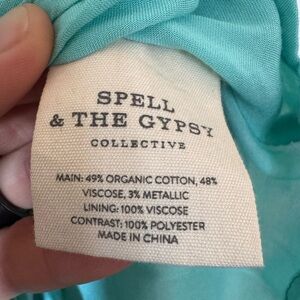 SPELL
& THE GYPSY
COLLECTIVE
MAIN: 49% ORGANIC COTTON, 48%
VISCOSE, 3% METALLIC
LINING: 100% VISCOSE
CONTRAST: 100% POLYESTER
MADE IN CHINA